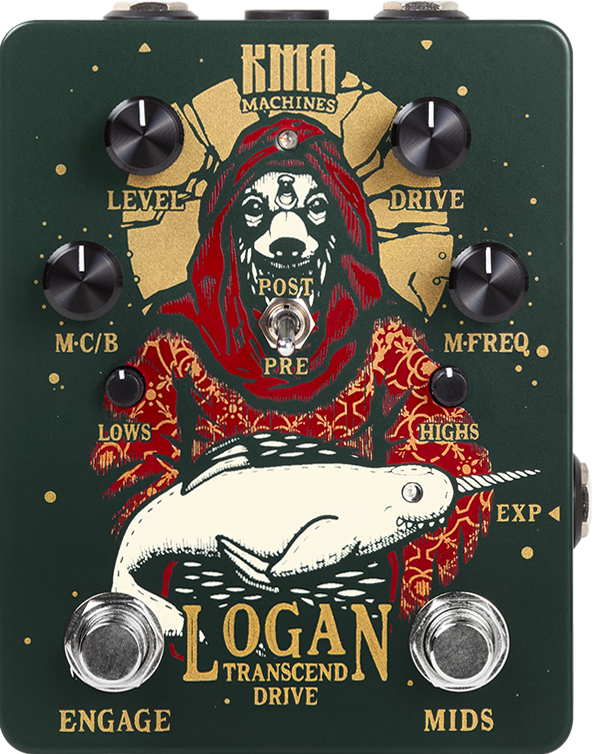 KMA
MACHINES
LEVEL
DRIVE
POST
M·C/B
M·FREQ
PRE
LOWS
HIGHS
EXP
LOGAN
TRANSCEND
DRIVE
ENGAGE
MIDS